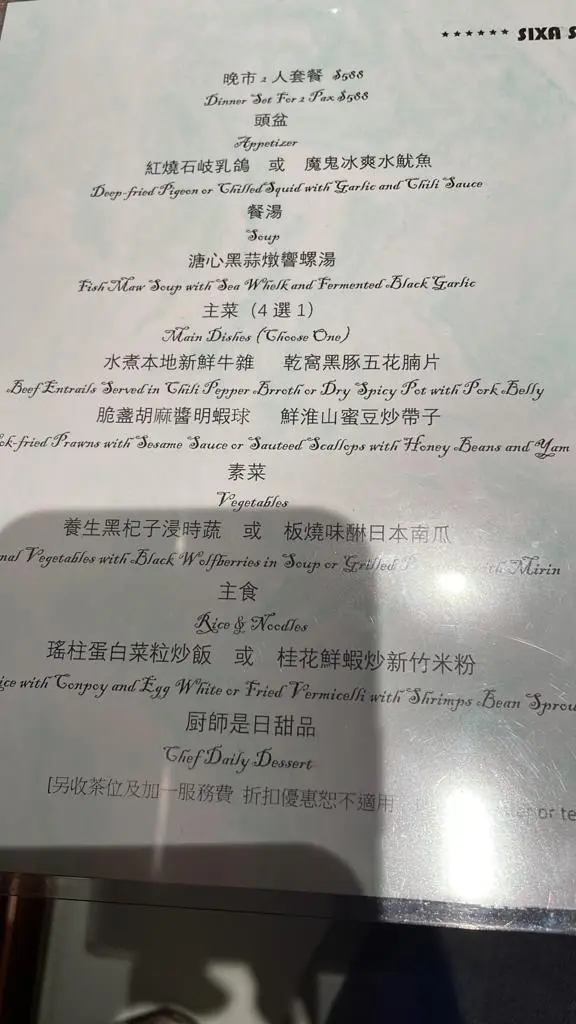 ★★★★★★ SIXA S
晚市 2 人套餐 $588
Dinner Set For 2 Pax $588
頭盆
Appetizer
紅燒石岐乳鴿 或 魔鬼冰爽水魷魚
Deep-fried Pigeon or Chilled Squid with Garlic and Chili Sauce
餐湯
Soup
溏心黑蒜燉響螺湯
Fish Maw Soup with Sea Whelk and Fermented Black Garlic
主菜（4 選 1）
Main Dishes (Choose One)
水煮本地新鮮牛雜 乾窩黑豚五花腩片
Beef Entrails Served in Chili Pepper Brroth or Dry Spicy Pot with Pork Belly
脆盞胡麻醬明蝦球 鮮淮山蜜豆炒帶子
ok-fried Prawns with Sesame Sauce or Sauteed Scallops with Honey Beans and Yam
素菜
Vegetables
養生黑杞子浸時蔬 或 板燒味醂日本南瓜
nal Vegetables with Black Wolfberries in Soup or Grilled with Mirin
主食
Rice & Noodles
瑤柱蛋白菜粒炒飯 或 桂花鮮蝦炒新竹米粉
ice with Conpoy and Egg White or Fried Vermicelli with Shrimps Bean Sprou
厨師是日甜品
Chef Daily Dessert
[另收茶位及加一服務費 折扣優惠恕不適用
or te